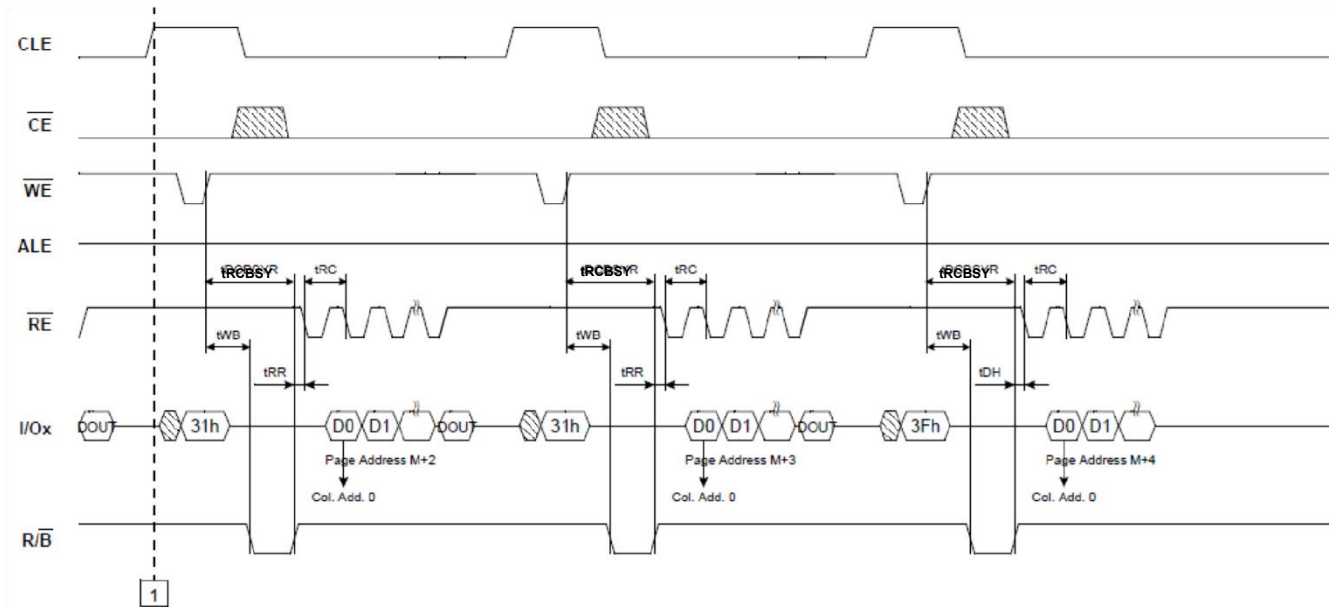 CLE
CE
WE
ALE
tRCBSY tRC tRCBSY tRC tRCBSY tRC
RE
tWB tWB tWB
tRR tRR tDH
I/Ox DOUT 31h D0 D1 DOUT 31h D0 D1 DOUT 3Fh D0 D1
Page Address M+2 Page Address M+3 Page Address M+4
Col. Add. 0 Col. Add. 0 Col. Add. 0
R/B
1